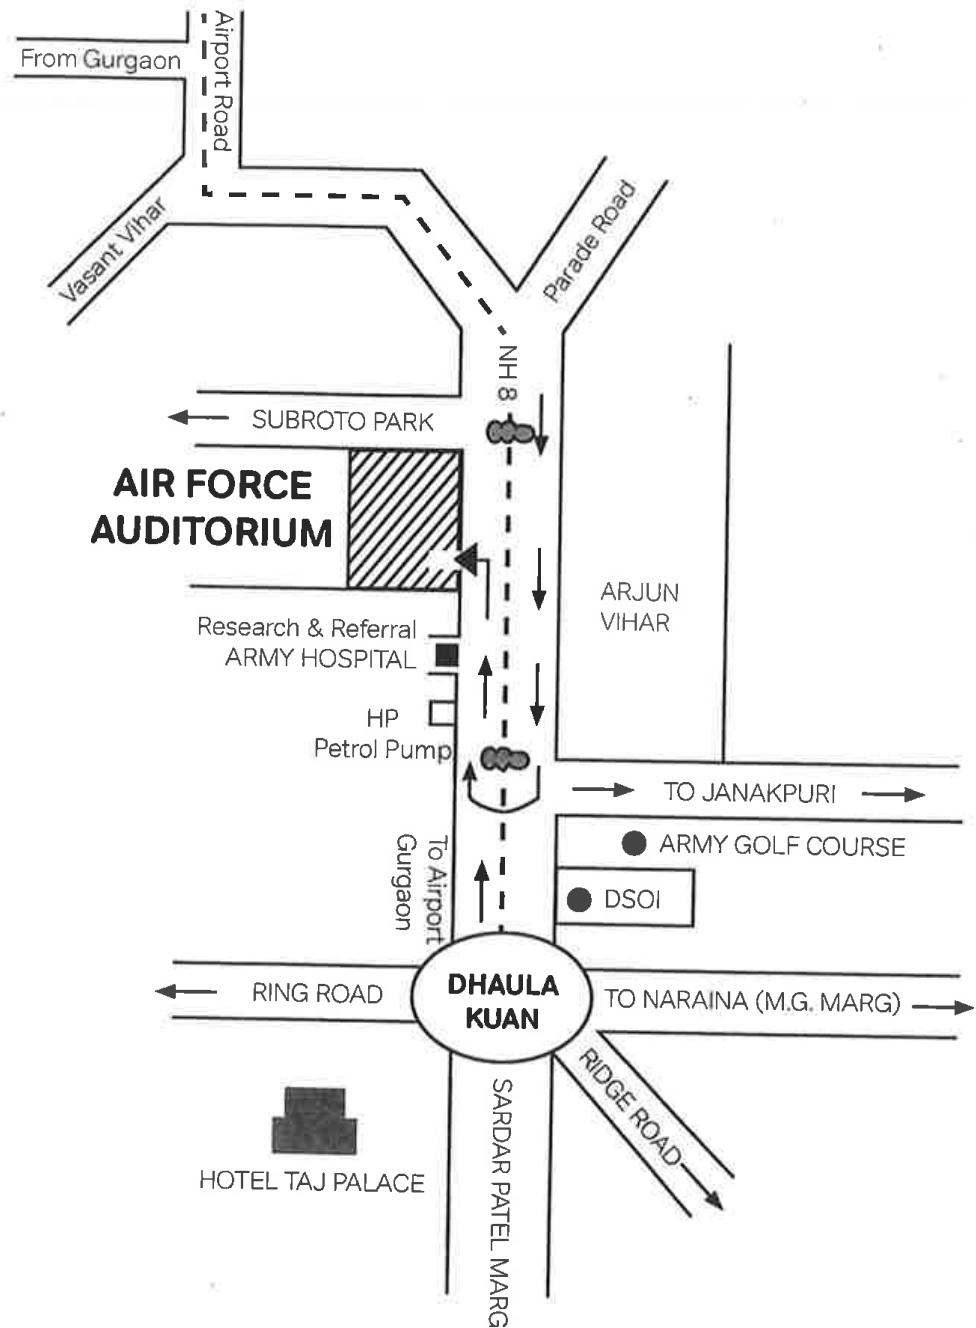 Airport Road
From Gurgaon
Vasant Vihar
Parade Road
NH 8
SUBROTO PARK
AIR FORCE
AUDITORIUM
ARJUN
VIHAR
Research & Referral
ARMY HOSPITAL
HP
Petrol Pump
TO JANAKPURI
ARMY GOLF COURSE
To Airport
Gurgaon
DSOI
DHAULA
KUAN
RING ROAD
TO NARAINA (M.G. MARG)
RIDGE ROAD
SARDAR PATEL MARG
HOTEL TAJ PALACE